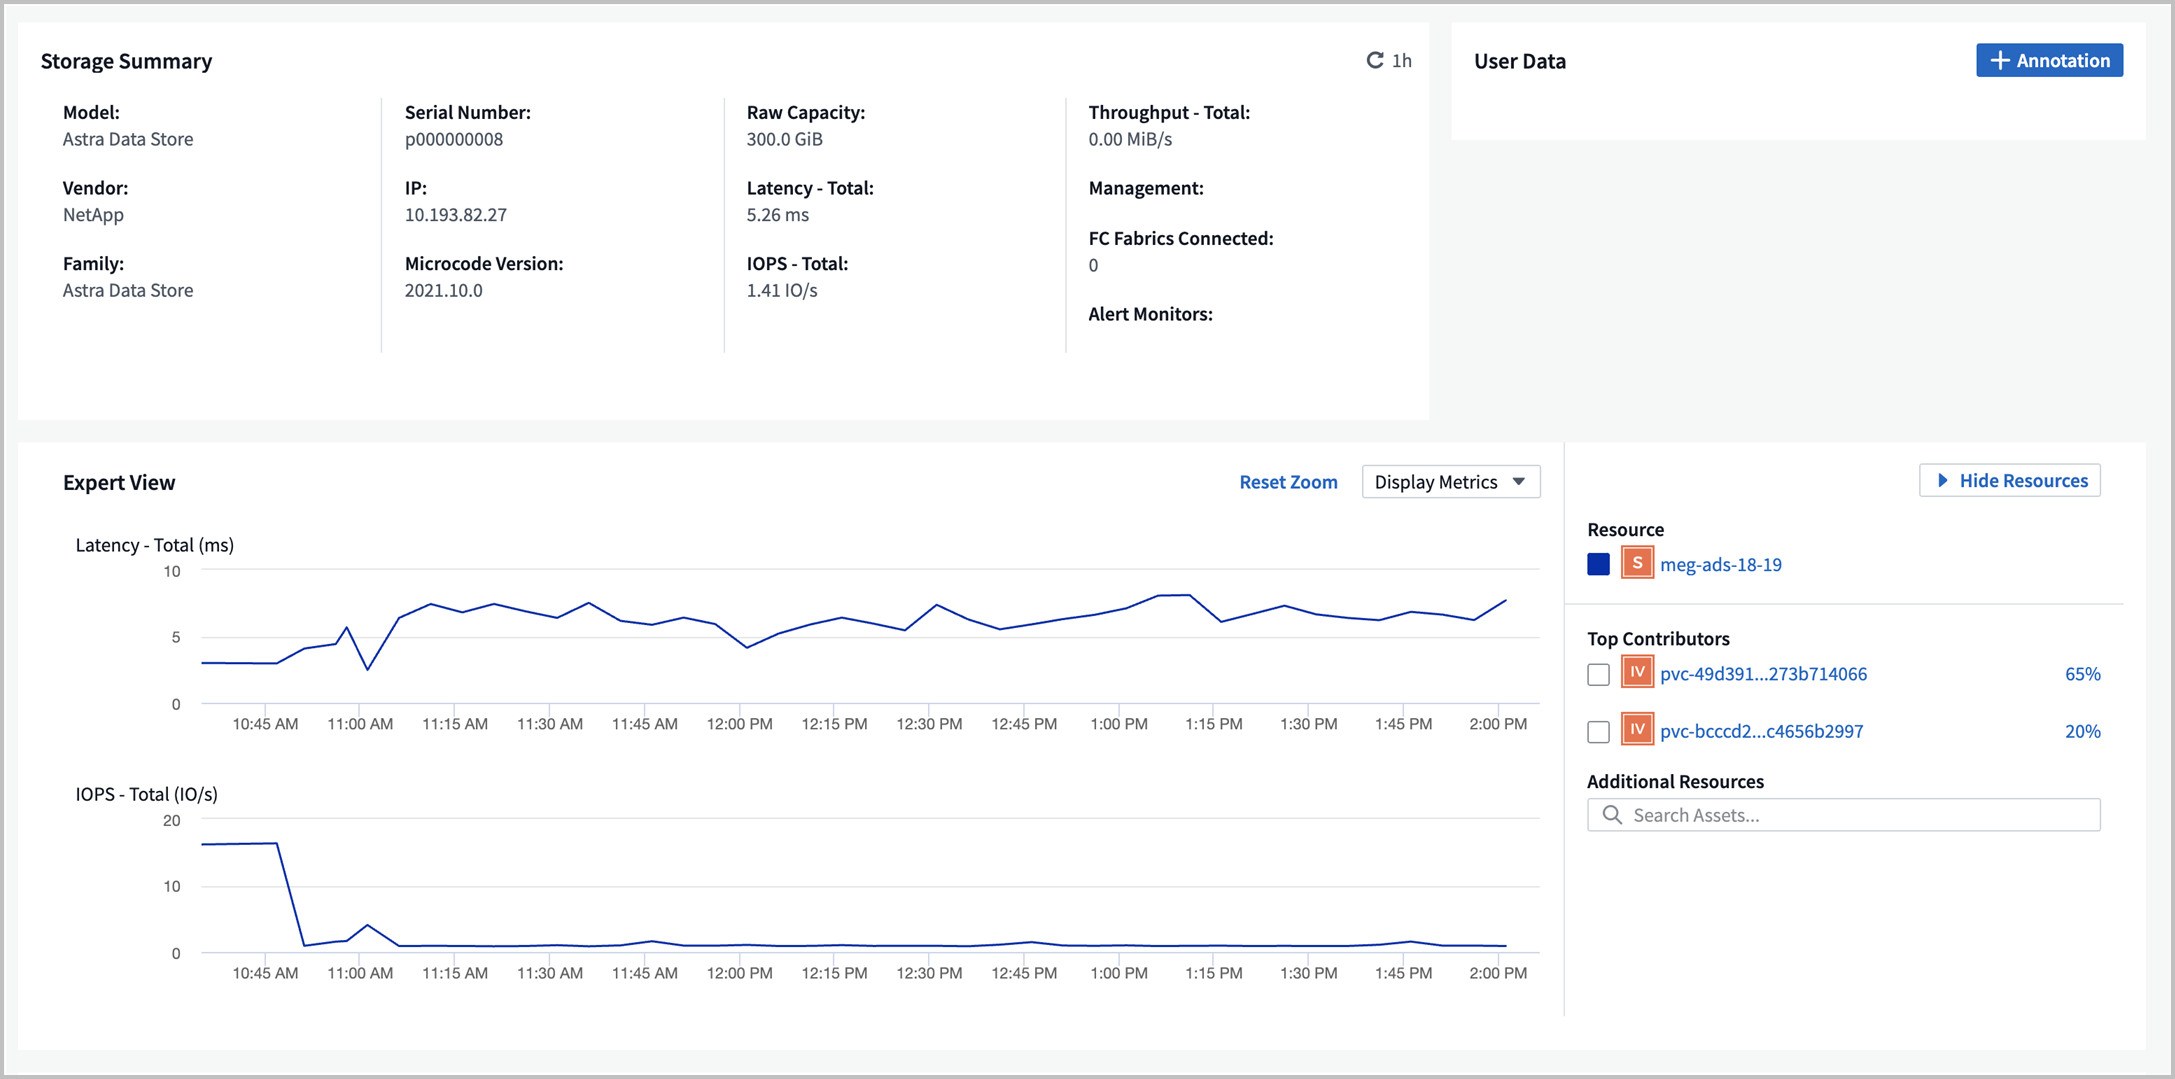 Storage Summary
1h
Model:
Astra Data Store
Vendor:
NetApp
Family:
Astra Data Store
Serial Number:
p000000008
IP:
10.193.82.27
Microcode Version:
2021.10.0
Raw Capacity:
300.0 GiB
Latency - Total:
5.26 ms
IOPS - Total:
1.41 IO/s
Throughput - Total:
0.00 MiB/s
Management:
FC Fabrics Connected:
0
Alert Monitors:
User Data
Annotation
Expert View
Reset Zoom
Display Metrics
Latency - Total (ms)
10
5
0
10:45 AM 11:00 AM 11:15 AM 11:30 AM 11:45 AM 12:00 PM 12:15 PM 12:30 PM 12:45 PM 1:00 PM 1:15 PM 1:30 PM 1:45 PM 2:00 PM
IOPS - Total (IO/s)
20
10
0
10:45 AM 11:00 AM 11:15 AM 11:30 AM 11:45 AM 12:00 PM 12:15 PM 12:30 PM 12:45 PM 1:00 PM 1:15 PM 1:30 PM 1:45 PM 2:00 PM
Hide Resources
Resource
S meg-ads-18-19
Top Contributors
IV pvc-49d391...273b714066 65%
IV pvc-bcccd2...c4656b2997 20%
Additional Resources
Search Assets...